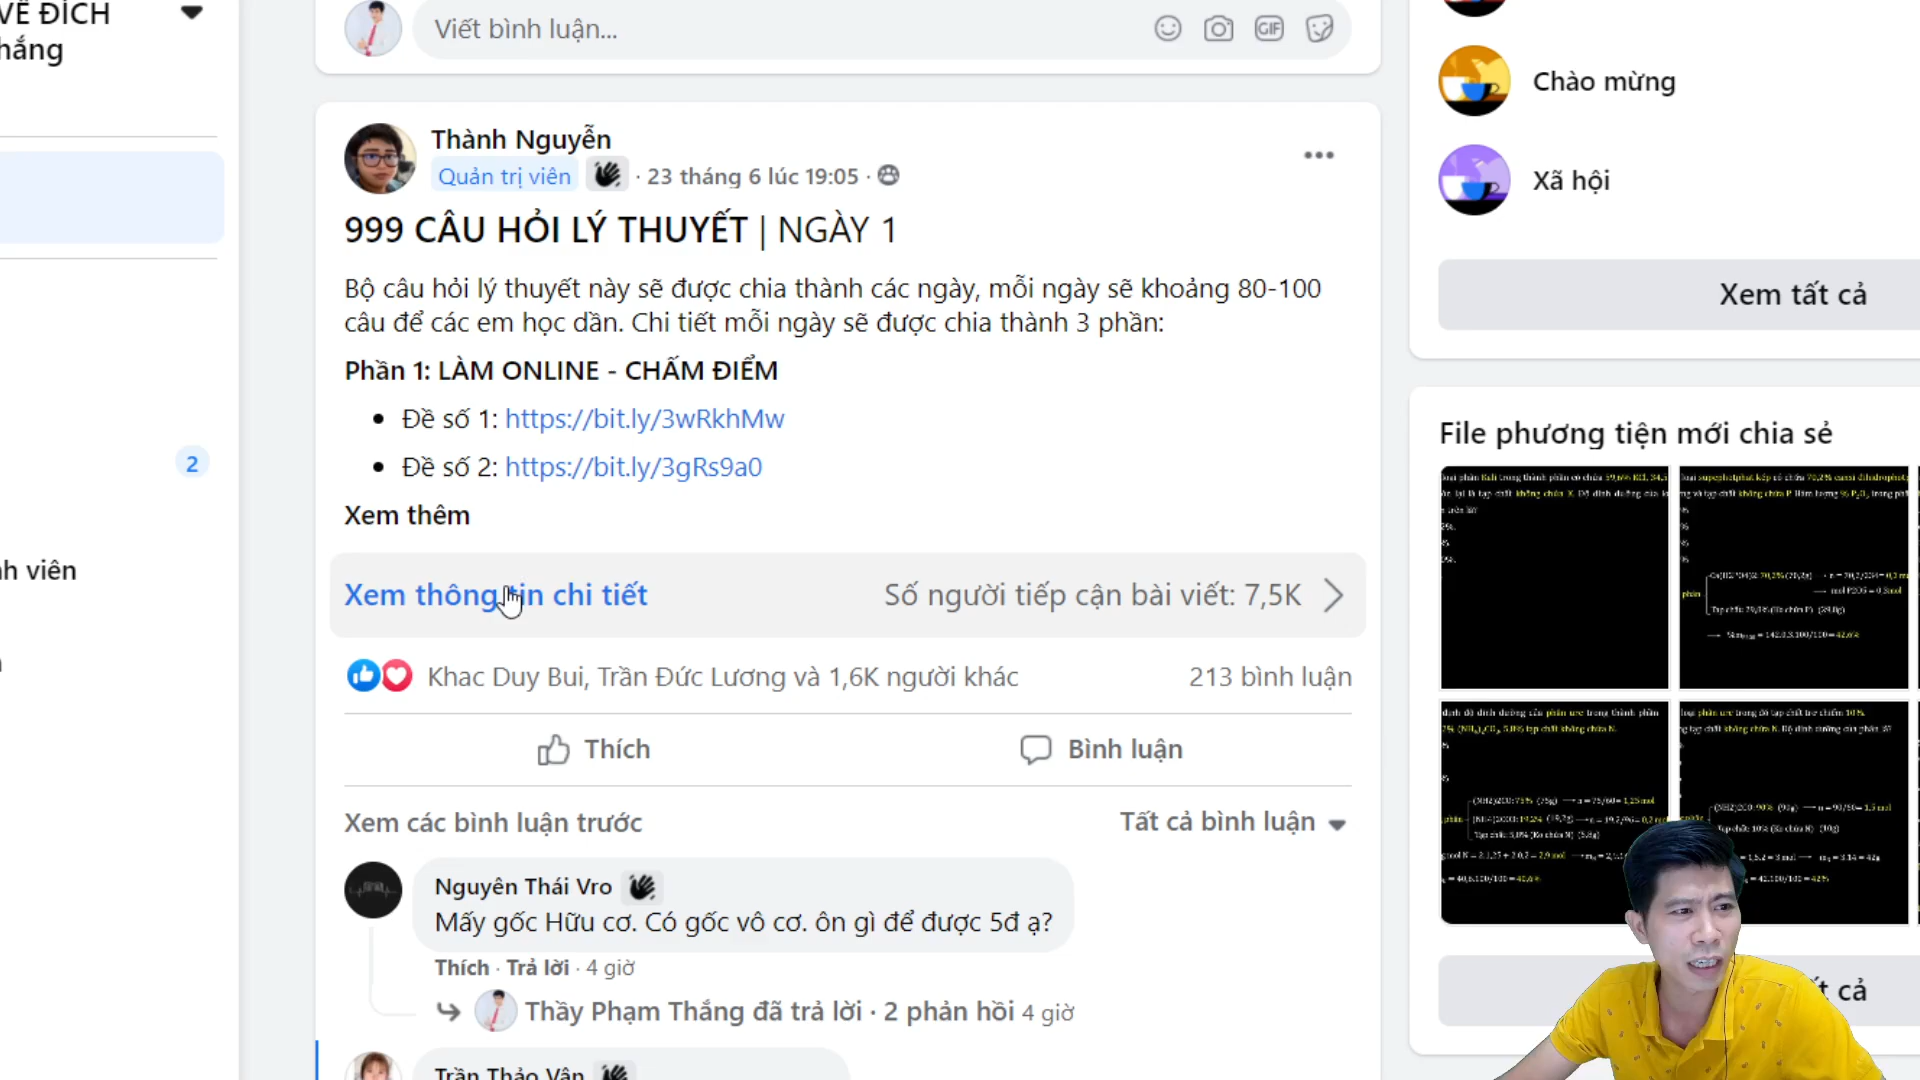 VỀ ĐÍCH
hắng
2
nh viên
Viết bình luận...
GIF
Thành Nguyễn
Quản trị viên · 23 tháng 6 lúc 19:05 ·
999 CÂU HỎI LÝ THUYẾT | NGÀY 1
Bộ câu hỏi lý thuyết này sẽ được chia thành các ngày, mỗi ngày sẽ khoảng 80-100
câu để các em học dần. Chi tiết mỗi ngày sẽ được chia thành 3 phần:
Phần 1: LÀM ONLINE - CHẤM ĐIỂM
• Đề số 1: https://bit.ly/3wRkhMw
• Đề số 2: https://bit.ly/3gRs9a0
Xem thêm
Xem thông tin chi tiết
Số người tiếp cận bài viết: 7,5K
Khac Duy Bui, Trần Đức Lương và 1,6K người khác
213 bình luận
Thích
Bình luận
Xem các bình luận trước
Tất cả bình luận
Nguyên Thái Vro
Mấy gốc Hữu cơ. Có gốc vô cơ. ôn gì để được 5đ ạ?
Thích · Trả lời · 4 giờ
Thầy Phạm Thắng đã trả lời · 2 phản hồi 4 giờ
Trần Thảo Vân
Chào mừng
Xã hội
Xem tất cả
File phương tiện mới chia sẻ
t cả